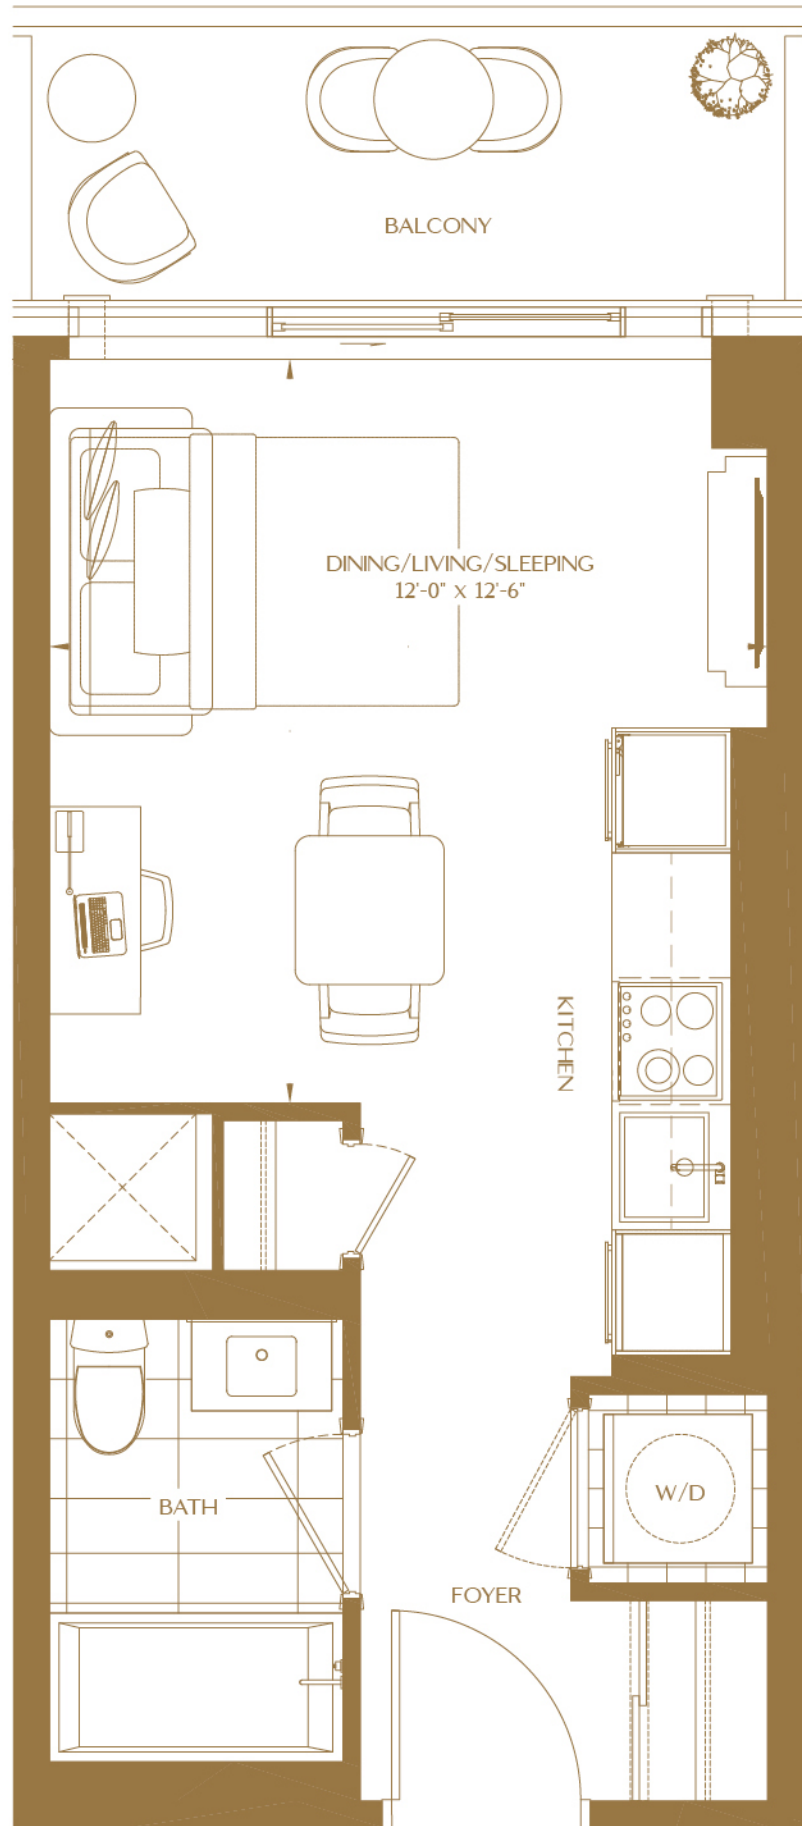 BALCONY
DINING/LIVING/SLEEPING
12'-0" x 12'-6"
KITCHEN
W/D
BATH
FOYER